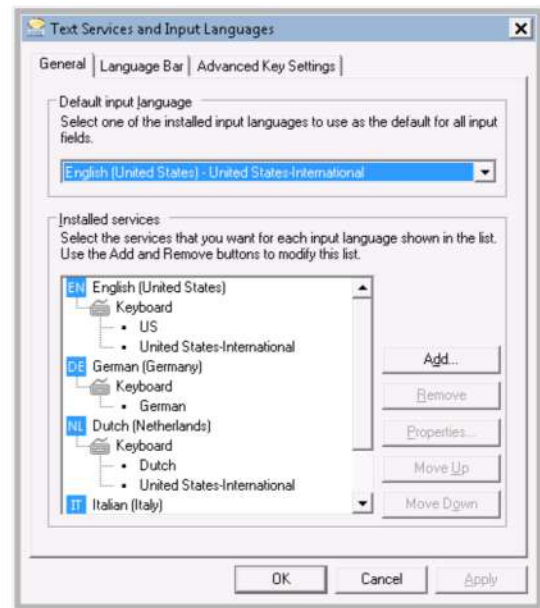 Text Services and Input Languages
General
Language Bar
Advanced Key Settings
Default input language
Select one of the installed input languages to use as the default for all input
fields.
English (United States) - United States-International
Installed services
Select the services that you want for each input language shown in the list.
Use the Add and Remove buttons to modify this list.
EN English (United States)
Keyboard
US
United States-International
DE German (Germany)
Keyboard
German
NL Dutch (Netherlands)
Keyboard
Dutch
United States-International
IT Italian (Italy)
Add...
Remove
Properties...
Move Up
Move Down
OK
Cancel
Apply